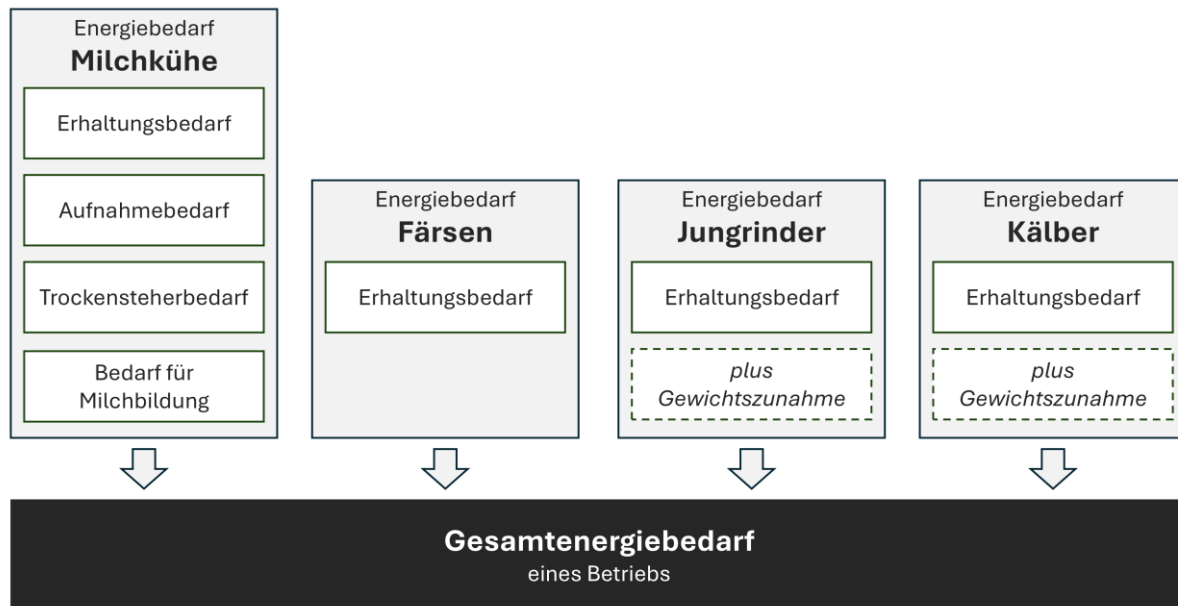 Energiebedarf
Milchkühe
Erhaltungsbedarf
Aufnahmebedarf
Trockensteherbedarf
Bedarf für
Milchbildung
Energiebedarf
Färsen
Erhaltungsbedarf
Energiebedarf
Jungrinder
Erhaltungsbedarf
plus
Gewichtszunahme
Energiebedarf
Kälber
Erhaltungsbedarf
plus
Gewichtszunahme
Gesamtenergiebedarf
eines Betriebs